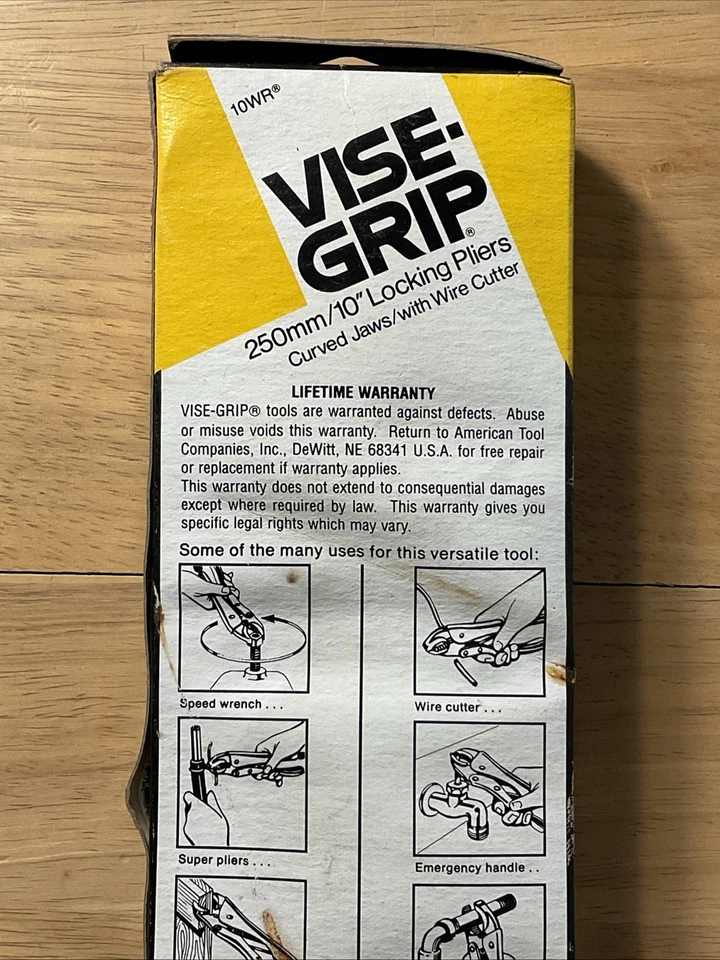 10WR®
VISE-
GRIP®
250mm/10" Locking Pliers
Curved Jaws/with Wire Cutter
LIFETIME WARRANTY
VISE-GRIP® tools are warranted against defects. Abuse
or misuse voids this warranty. Return to American Tool
Companies, Inc., DeWitt, NE 68341 U.S.A. for free repair
or replacement if warranty applies.
This warranty does not extend to consequential damages
except where required by law. This warranty gives you
specific legal rights which may vary.
Some of the many uses for this versatile tool:
Speed wrench . . .
Wire cutter . . .
Super pliers . . .
Emergency handle . .